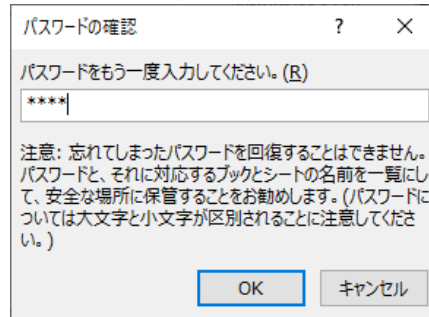 パスワードの確認 ? ×
パスワードをもう一度入力してください。(R)
****
注意: 忘れてしまったパスワードを回復することはできません。
パスワードと、それに対応するブックとシートの名前を一覧にし
て、安全な場所に保管することをお勧めします。(パスワードに
ついては大文字と小文字が区別されることに注意してくださ
い。)
OK キャンセル